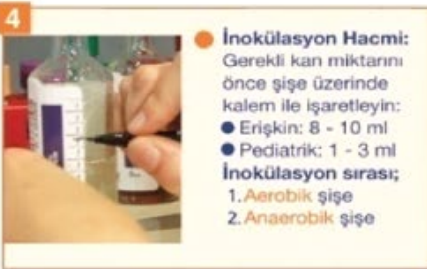 4
İnokülasyon Hacmi:
Gerekli kan miktarını
önce şişe üzerinde
kalem ile işaretleyin:
Erişkin: 8 - 10 ml
Pediatrik: 1 - 3 ml
İnokülasyon sırası;
1. Aerobik şişe
2. Anaerobik şişe